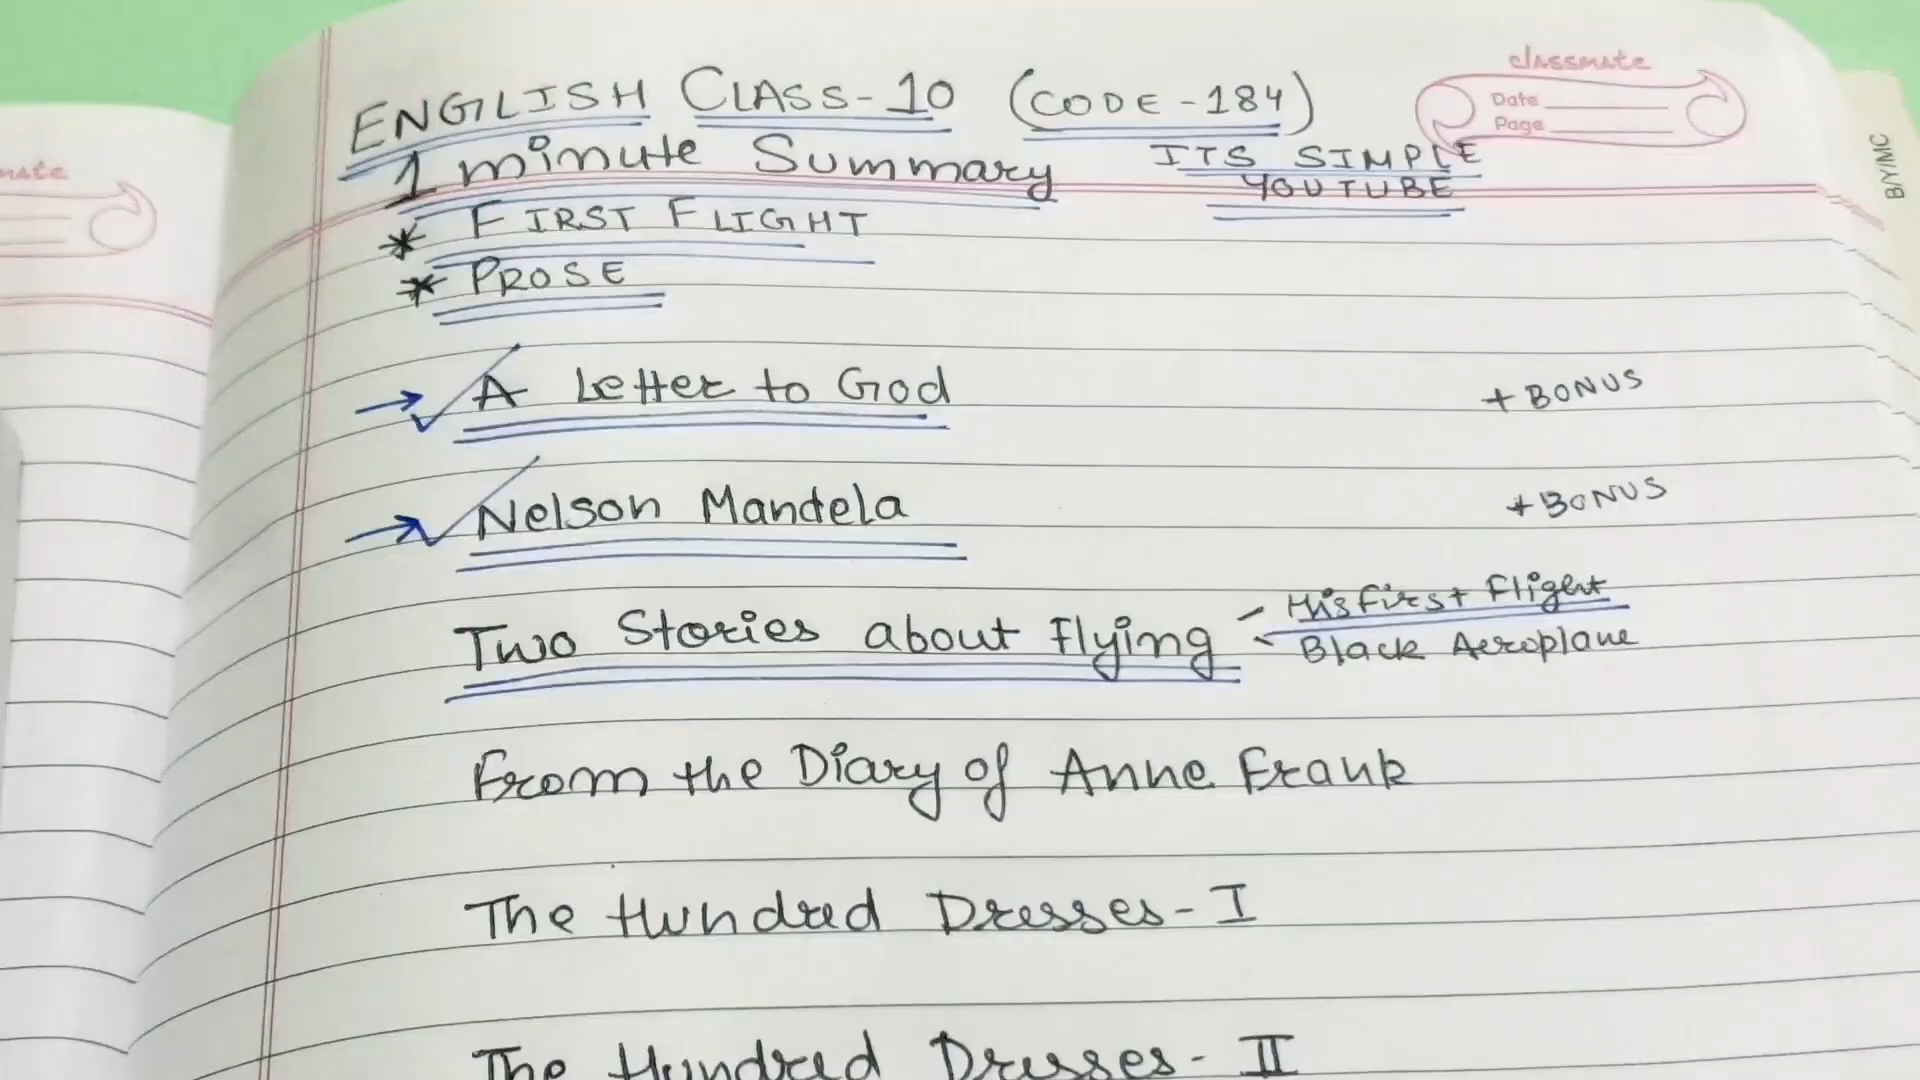 classmate
Date
Page
ENGLISH CLASS-10 (CODE-184)
1 minute Summary
ITS SIMPLE
YOUTUBE
* FIRST FLIGHT
* PROSE
→ ✓ A Letter to God + BONUS
→ ✓ Nelson Mandela + BONUS
Two Stories about Flying - His First Flight
- Black Aeroplane
From the Diary of Anne Frank
The Hundred Dresses - I
The Hundred Dresses - II
B/Y/MC